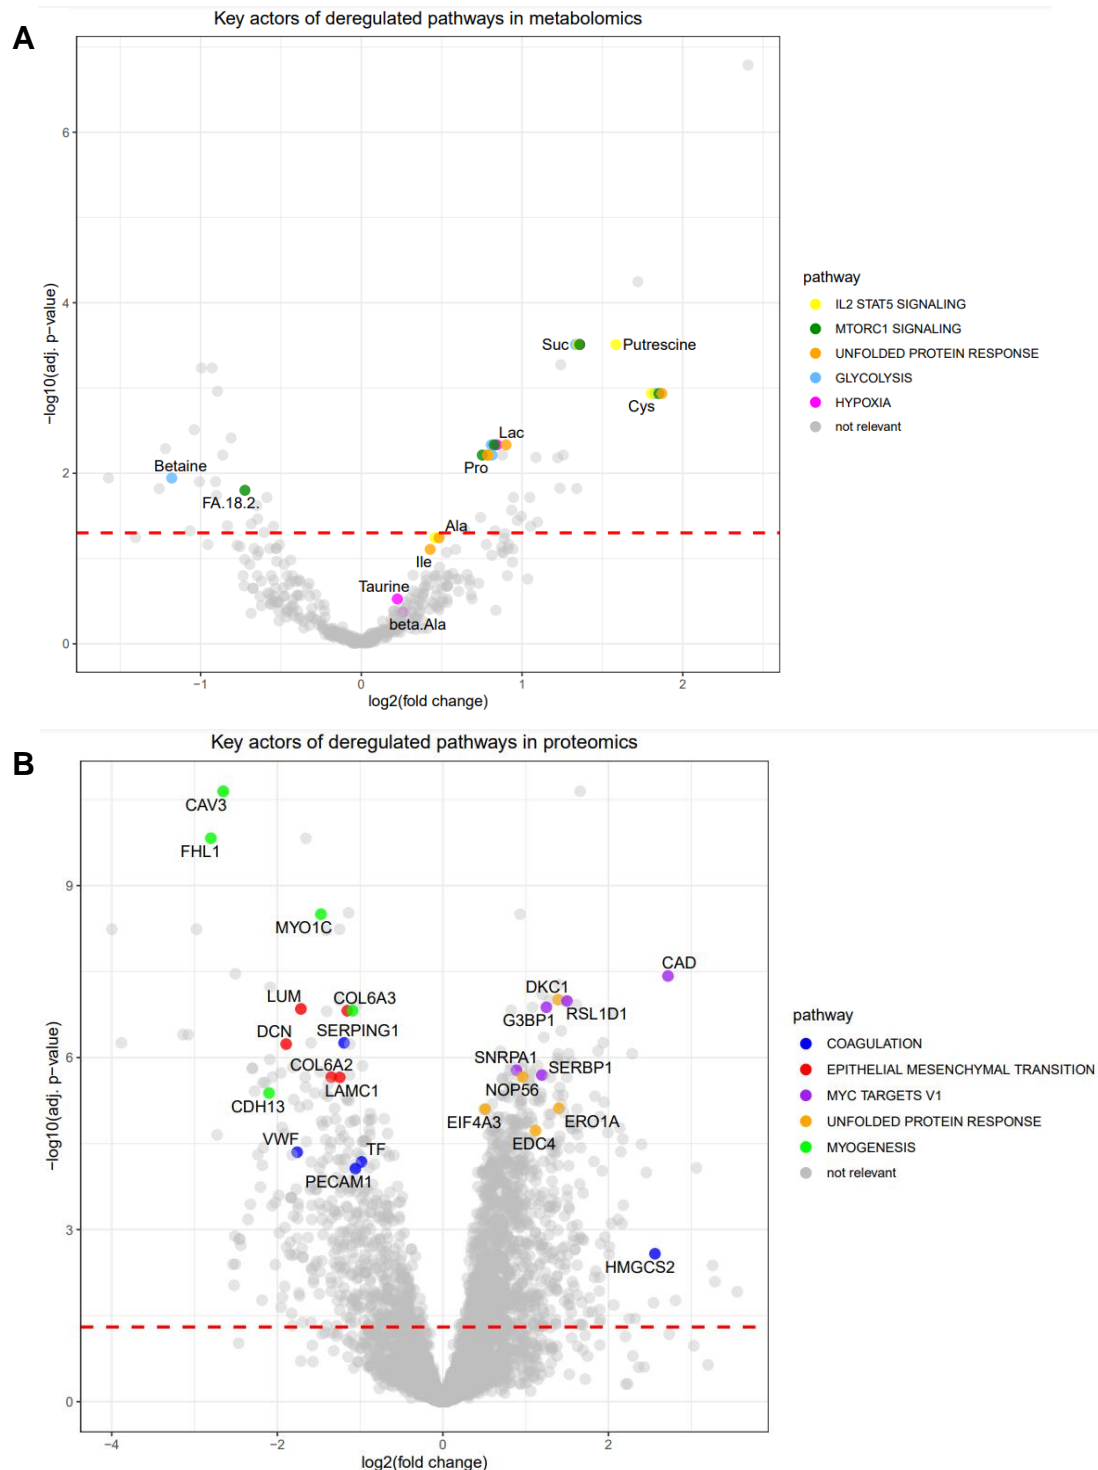 Key actors of deregulated pathways in metabolomics
A
6
4
2
0
−log10(adj. p−value)
−1
0
1
2
log2(fold change)
Suc
Putrescine
Cys
Lac
Pro
Betaine
FA.18.2.
Ala
Ile
Taurine
beta.Ala
pathway
IL2 STAT5 SIGNALING
MTORC1 SIGNALING
UNFOLDED PROTEIN RESPONSE
GLYCOLYSIS
HYPOXIA
not relevant
Key actors of deregulated pathways in proteomics
B
9
6
3
0
−log10(adj. p−value)
−4
−2
0
2
log2(fold change)
CAV3
FHL1
MYO1C
CAD
LUM
COL6A3
DKC1
G3BP1
RSL1D1
DCN
SERPING1
COL6A2
LAMC1
SNRPA1
SERBP1
NOP56
CDH13
EIF4A3
ERO1A
EDC4
VWF
TF
PECAM1
HMGCS2
pathway
COAGULATION
EPITHELIAL MESENCHYMAL TRANSITION
MYC TARGETS V1
UNFOLDED PROTEIN RESPONSE
MYOGENESIS
not relevant